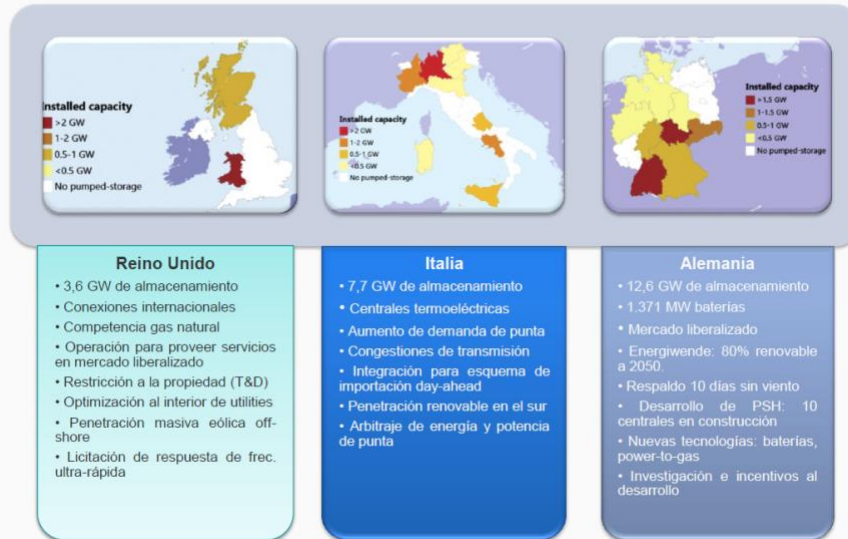 Installed capacity
>2 GW
1-2 GW
0.5-1 GW
<0.5 GW
No pumped-storage
Installed capacity
>2 GW
1-2 GW
0.5-1 GW
<0.5 GW
No pumped-storage
Installed capacity
>1.5 GW
1-1.5 GW
0.5-1 GW
<0.5 GW
No pumped-storage
Reino Unido
• 3,6 GW de almacenamiento
• Conexiones internacionales
• Competencia gas natural
• Operación para proveer servicios
en mercado liberalizado
• Restricción a la propiedad (T&D)
• Optimización al interior de utilities
• Penetración masiva eólica off-
shore
• Licitación de respuesta de frec.
ultra-rápida
Italia
• 7,7 GW de almacenamiento
• Centrales termoeléctricas
• Aumento de demanda de punta
• Congestiones de transmisión
• Integración para esquema de
importación day-ahead
• Penetración renovable en el sur
• Arbitraje de energía y potencia
de punta
Alemania
• 12,6 GW de almacenamiento
• 1.371 MW baterías
• Mercado liberalizado
• Energiwende: 80% renovable
a 2050.
• Respaldo 10 días sin viento
• Desarrollo de PSH: 10
centrales en construcción
• Nuevas tecnologías: baterías,
power-to-gas
• Investigación e incentivos al
desarrollo